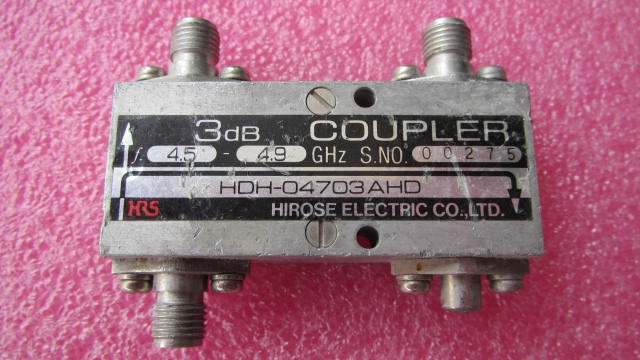 3dB COUPLER
f. 4.5 - 4.9 GHz S.NO. 00275
HDH-04703AHD
HRS HIROSE ELECTRIC CO.,LTD.